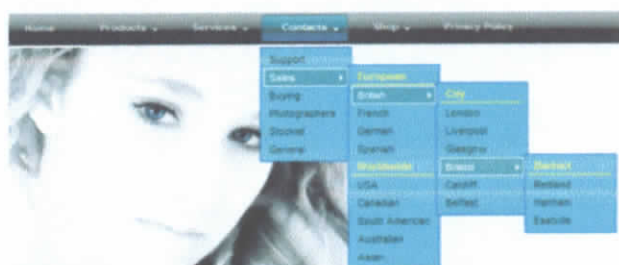 Home Products Services Contacts Shop Privacy Policy
Support
Sales
Buying
Photographers
Stockist
General
European
British
French
German
Spanish
Worldwide
USA
Canadian
South American
Australian
Asian
City
London
Liverpool
Glasgow
Bristol
Cardiff
Belfast
District
Redland
Hanham
Eastville